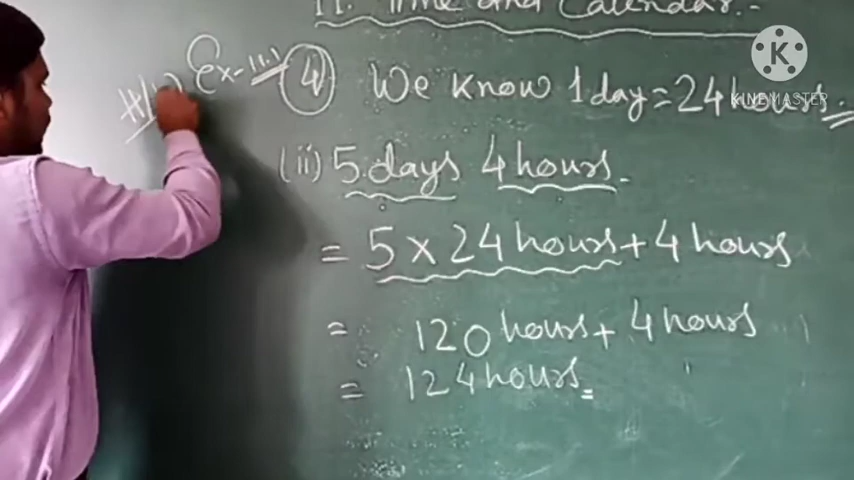 11. Time and Calendar.-
Ex-11.1 4 We know 1 day = 24 hours.
(ii) 5 days 4 hours.
= 5 × 24 hours + 4 hours
= 120 hours + 4 hours
= 124 hours
KINEMASTER